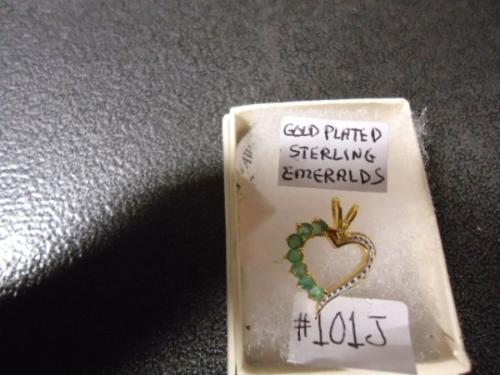 GOLD PLATED
STERLING
EMERALDS
#101J